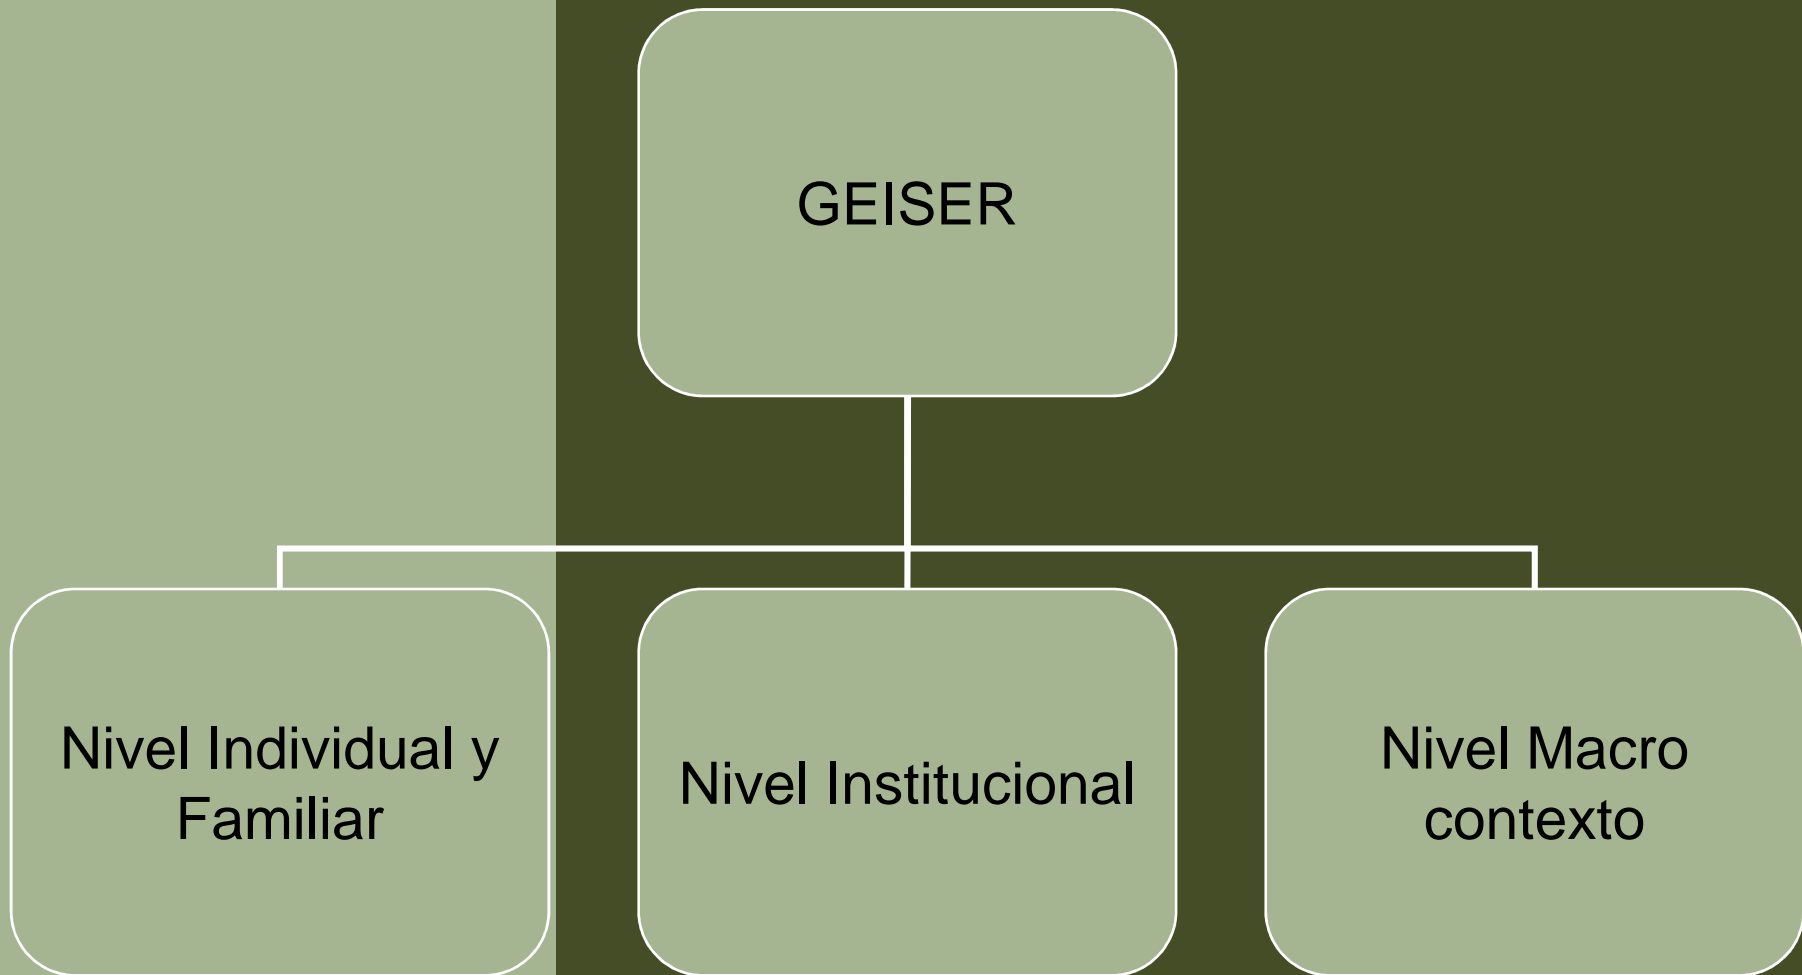 GEISER
Nivel Individual y
Familiar
Nivel Institucional
Nivel Macro
contexto